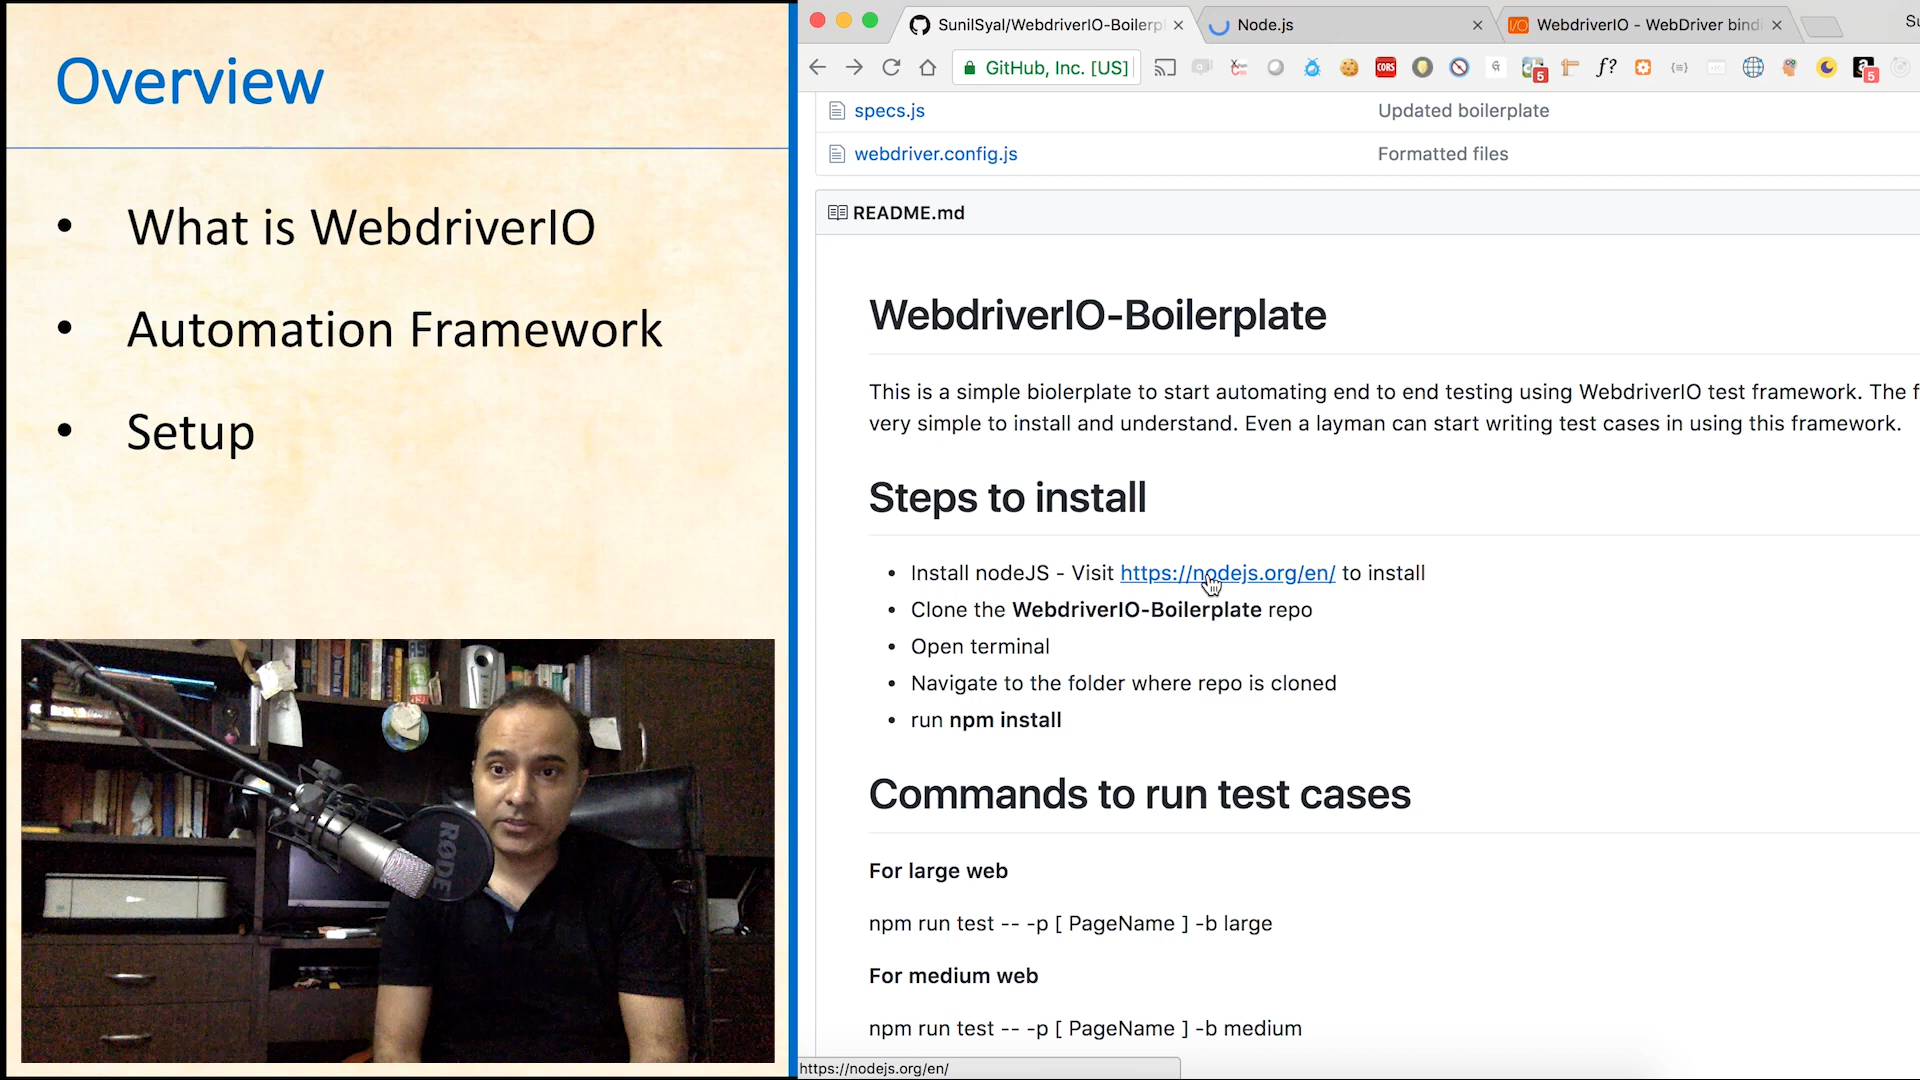 Overview
• What is WebdriverIO
• Automation Framework
• Setup
RØDE
SunilSyal/WebdriverIO-Boilerpl
Node.js
WebdriverIO - WebDriver bind
Su
GitHub, Inc. [US]
CORS
5
f?
5
specs.js Updated boilerplate
webdriver.config.js Formatted files
README.md
WebdriverIO-Boilerplate
This is a simple biolerplate to start automating end to end testing using WebdriverIO test framework. The f
very simple to install and understand. Even a layman can start writing test cases in using this framework.
Steps to install
• Install nodeJS - Visit https://nodejs.org/en/ to install
• Clone the WebdriverIO-Boilerplate repo
• Open terminal
• Navigate to the folder where repo is cloned
• run npm install
Commands to run test cases
For large web
npm run test -- -p [ PageName ] -b large
For medium web
npm run test -- -p [ PageName ] -b medium
https://nodejs.org/en/